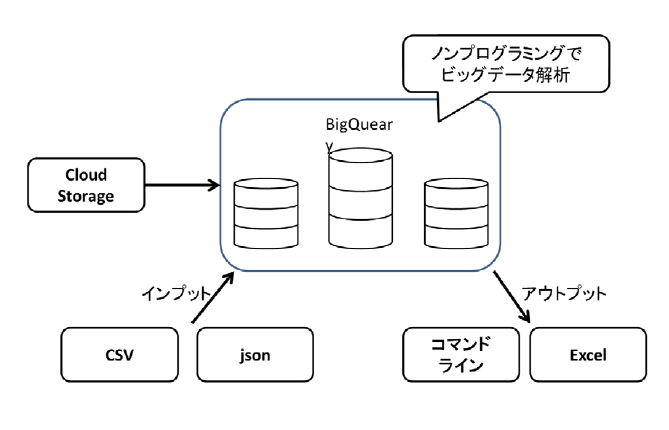 ノンプログラミングで
ビッグデータ解析
BigQuear
y
Cloud
Storage
インプット
アウトプット
CSV
json
コマンド
ライン
Excel